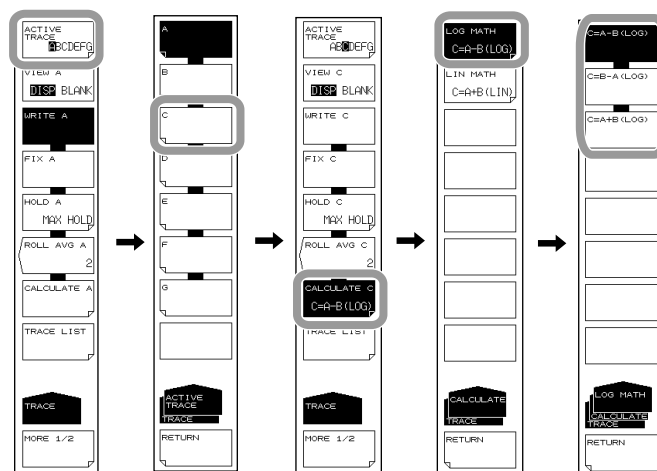 ACTIVE
TRACE
ABCDEFG
VIEW A
DISP BLANK
WRITE A
FIX A
HOLD A
MAX HOLD
ROLL AVG A
2
CALCULATE A
TRACE LIST
TRACE
MORE 1/2
A
B
C
D
E
F
G
ACTIVE
TRACE
TRACE
RETURN
ACTIVE
TRACE
ABCDEFG
VIEW C
DISP BLANK
WRITE C
FIX C
HOLD C
MAX HOLD
ROLL AVG C
2
CALCULATE C
C=A-B(LOG)
TRACE LIST
TRACE
MORE 1/2
LOG MATH
C=A-B(LOG)
LIN MATH
C=A+B(LIN)
CALCULATE
TRACE
RETURN
C=A-B(LOG)
C=B-A(LOG)
C=A+B(LOG)
LOG MATH
CALCULATE
TRACE
RETURN